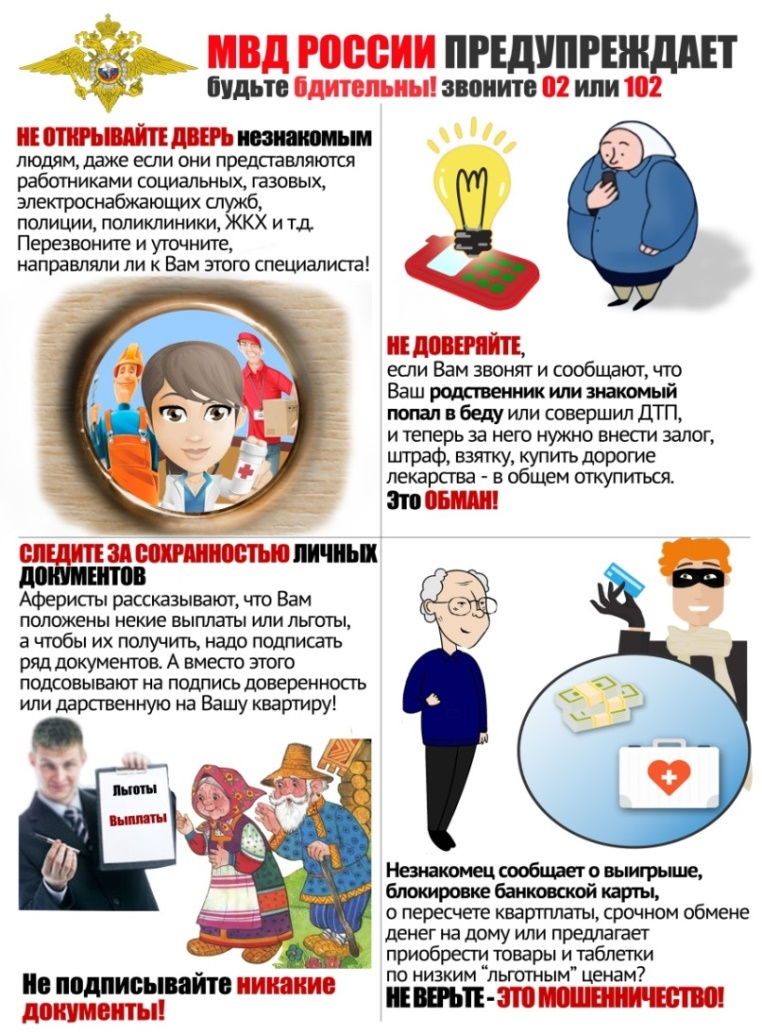 МВД РОССИИ ПРЕДУПРЕЖДАЕТ
будьте бдительны! звоните 02 или 102
НЕ ОТКРЫВАЙТЕ ДВЕРЬ незнакомым
людям, даже если они представляются
работниками социальных, газовых,
электроснабжающих служб,
полиции, поликлиники, ЖКХ и т.д.
Перезвоните и уточните,
направляли ли к Вам этого специалиста!
НЕ ДОВЕРЯЙТЕ,
если Вам звонят и сообщают, что
Ваш родственник или знакомый
попал в беду или совершил ДТП,
и теперь за него нужно внести залог,
штраф, взятку, купить дорогие
лекарства - в общем откупиться.
Это ОБМАН!
СЛЕДИТЕ ЗА СОХРАННОСТЬЮ ЛИЧНЫХ
ДОКУМЕНТОВ
Аферисты рассказывают, что Вам
положены некие выплаты или льготы,
а чтобы их получить, надо подписать
ряд документов. А вместо этого
подсовывают на подпись доверенность
или дарственную на Вашу квартиру!
Льготы
Выплаты
Не подписывайте никакие
документы!
Незнакомец сообщает о выигрыше,
блокировке банковской карты,
о пересчете квартплаты, срочном обмене
денег на дому или предлагает
приобрести товары и таблетки
по низким "льготным" ценам?
НЕ ВЕРЬТЕ - ЭТО МОШЕННИЧЕСТВО!